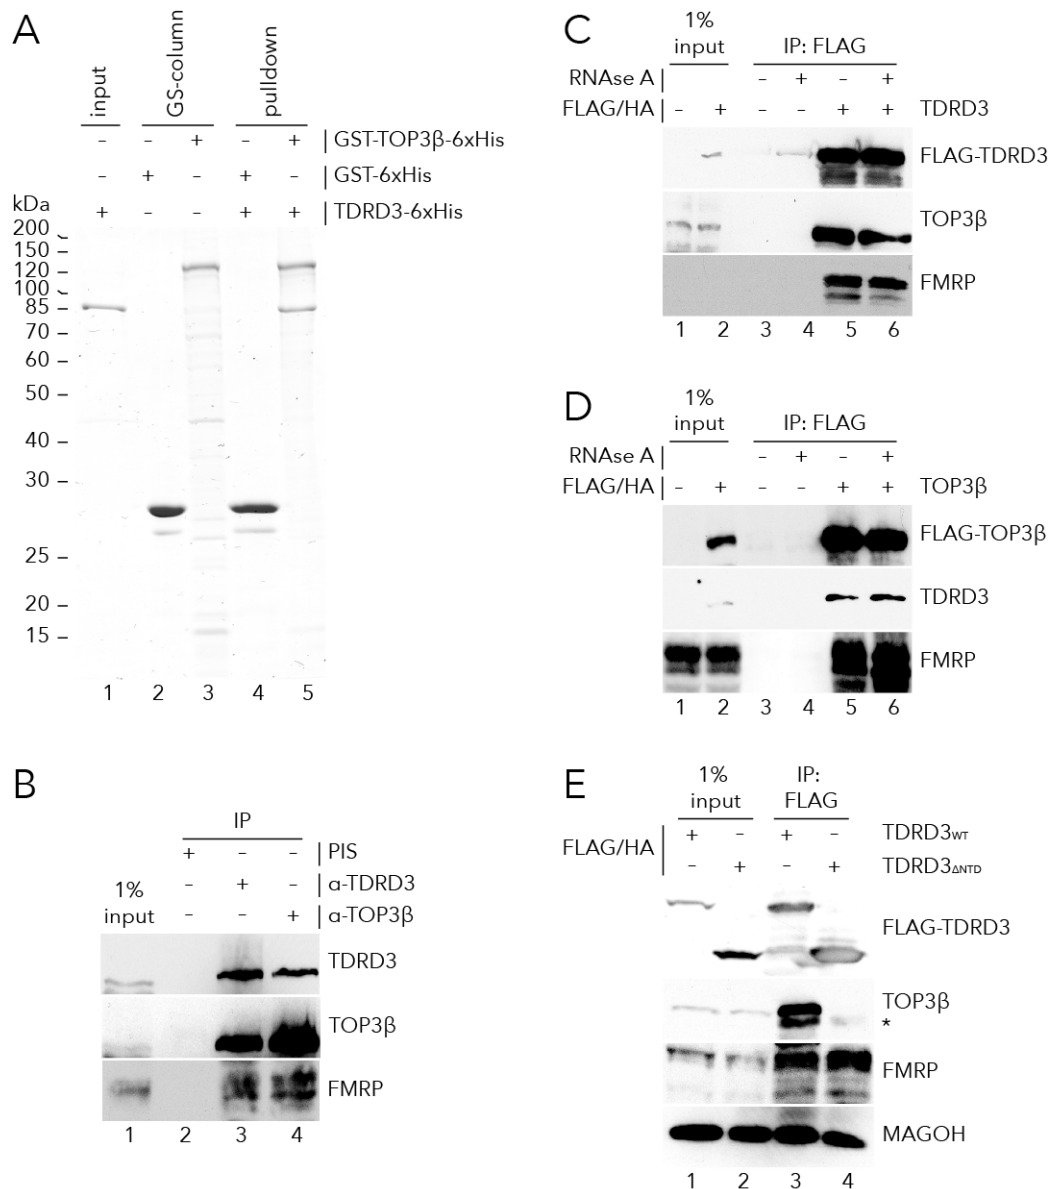 A
input
GS-column
pulldown
– – + – + GST-TOP3β-6xHis
– + – + – GST-6xHis
+ – – + + TDRD3-6xHis
kDa
200
150
120
100
85
70
60
50
40
30
25
20
15
1 2 3 4 5
B
IP
+ – – PIS
– + – α-TDRD3
– – + α-TOP3β
1%
input
TDRD3
TOP3β
FMRP
1 2 3 4
C
1%
input
IP: FLAG
RNAse A – + – +
FLAG/HA – + – – + + TDRD3
FLAG-TDRD3
TOP3β
FMRP
1 2 3 4 5 6
D
1%
input
IP: FLAG
RNAse A – + – +
FLAG/HA – + – – + + TOP3β
FLAG-TOP3β
TDRD3
FMRP
1 2 3 4 5 6
E
1%
input
IP:
FLAG
FLAG/HA
+ – + – TDRD3WT
– + – + TDRD3ΔNTD
FLAG-TDRD3
TOP3β
*
FMRP
MAGOH
1 2 3 4